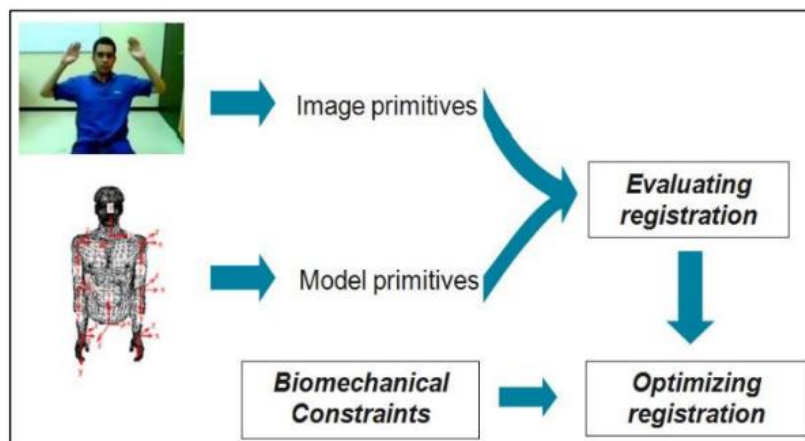 Image primitives
Evaluating
registration
Model primitives
Biomechanical
Constraints
Optimizing
registration